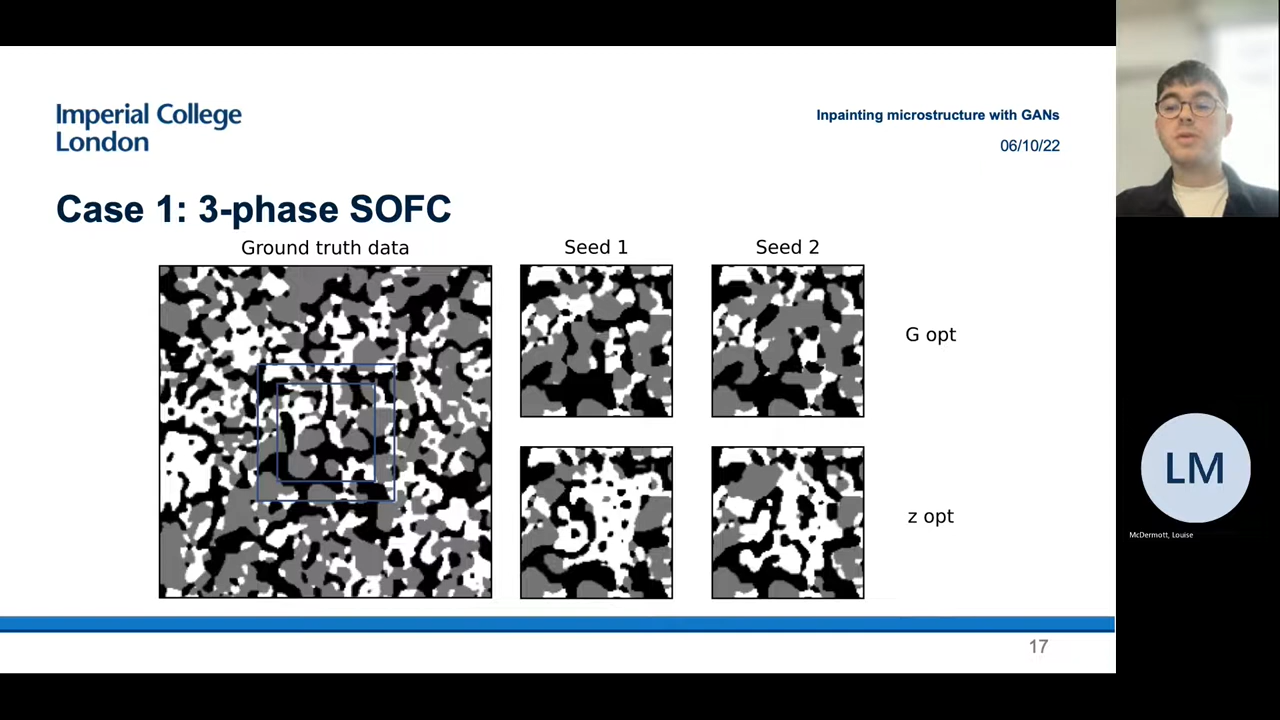 Imperial College
London
Inpainting microstructure with GANs
06/10/22
Case 1: 3-phase SOFC
Ground truth data
Seed 1
Seed 2
G opt
z opt
LM
McDermott, Louise
17